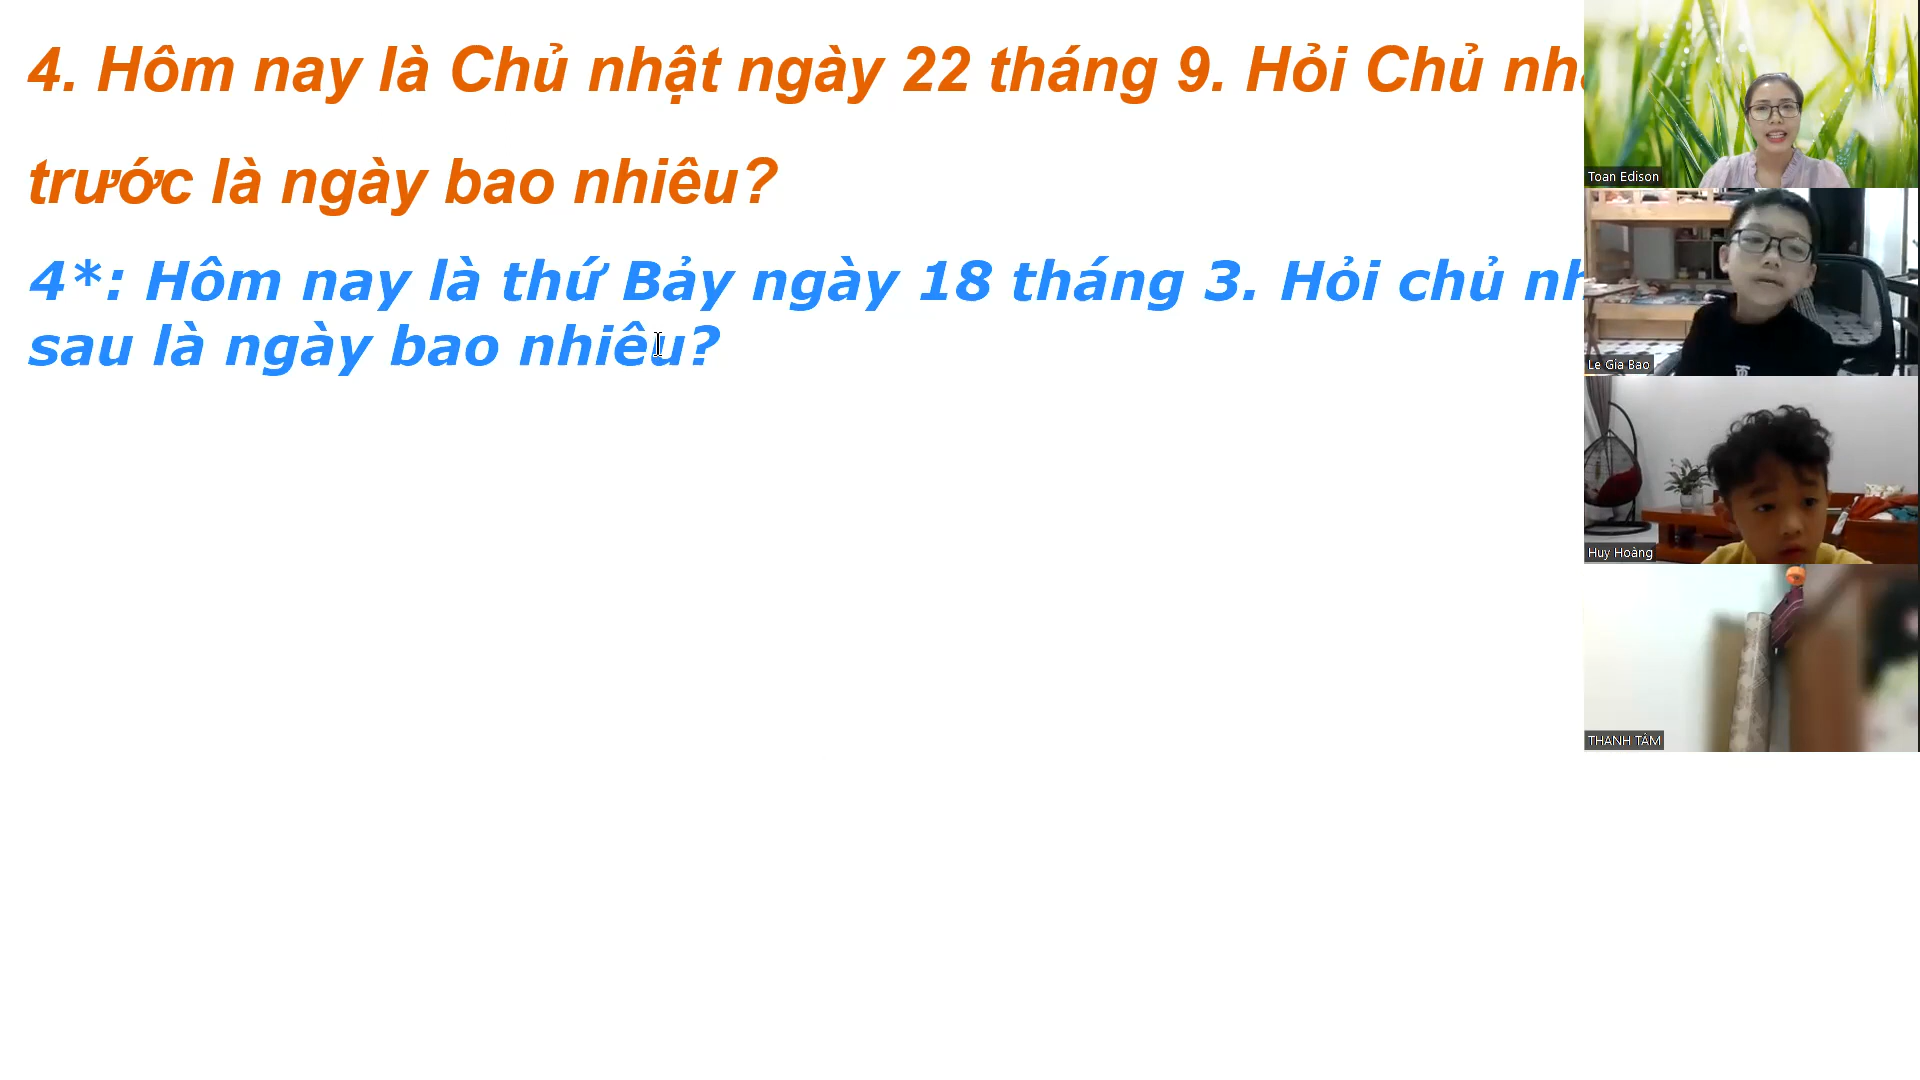 4. Hôm nay là Chủ nhật ngày 22 tháng 9. Hỏi Chủ
trước là ngày bao nhiêu?
4*: Hôm nay là thứ Bảy ngày 18 tháng 3. Hỏi chủ
sau là ngày bao nhiêu?
Toan Edison
Le Gia Bao
Huy Hoàng
THANH TÂM